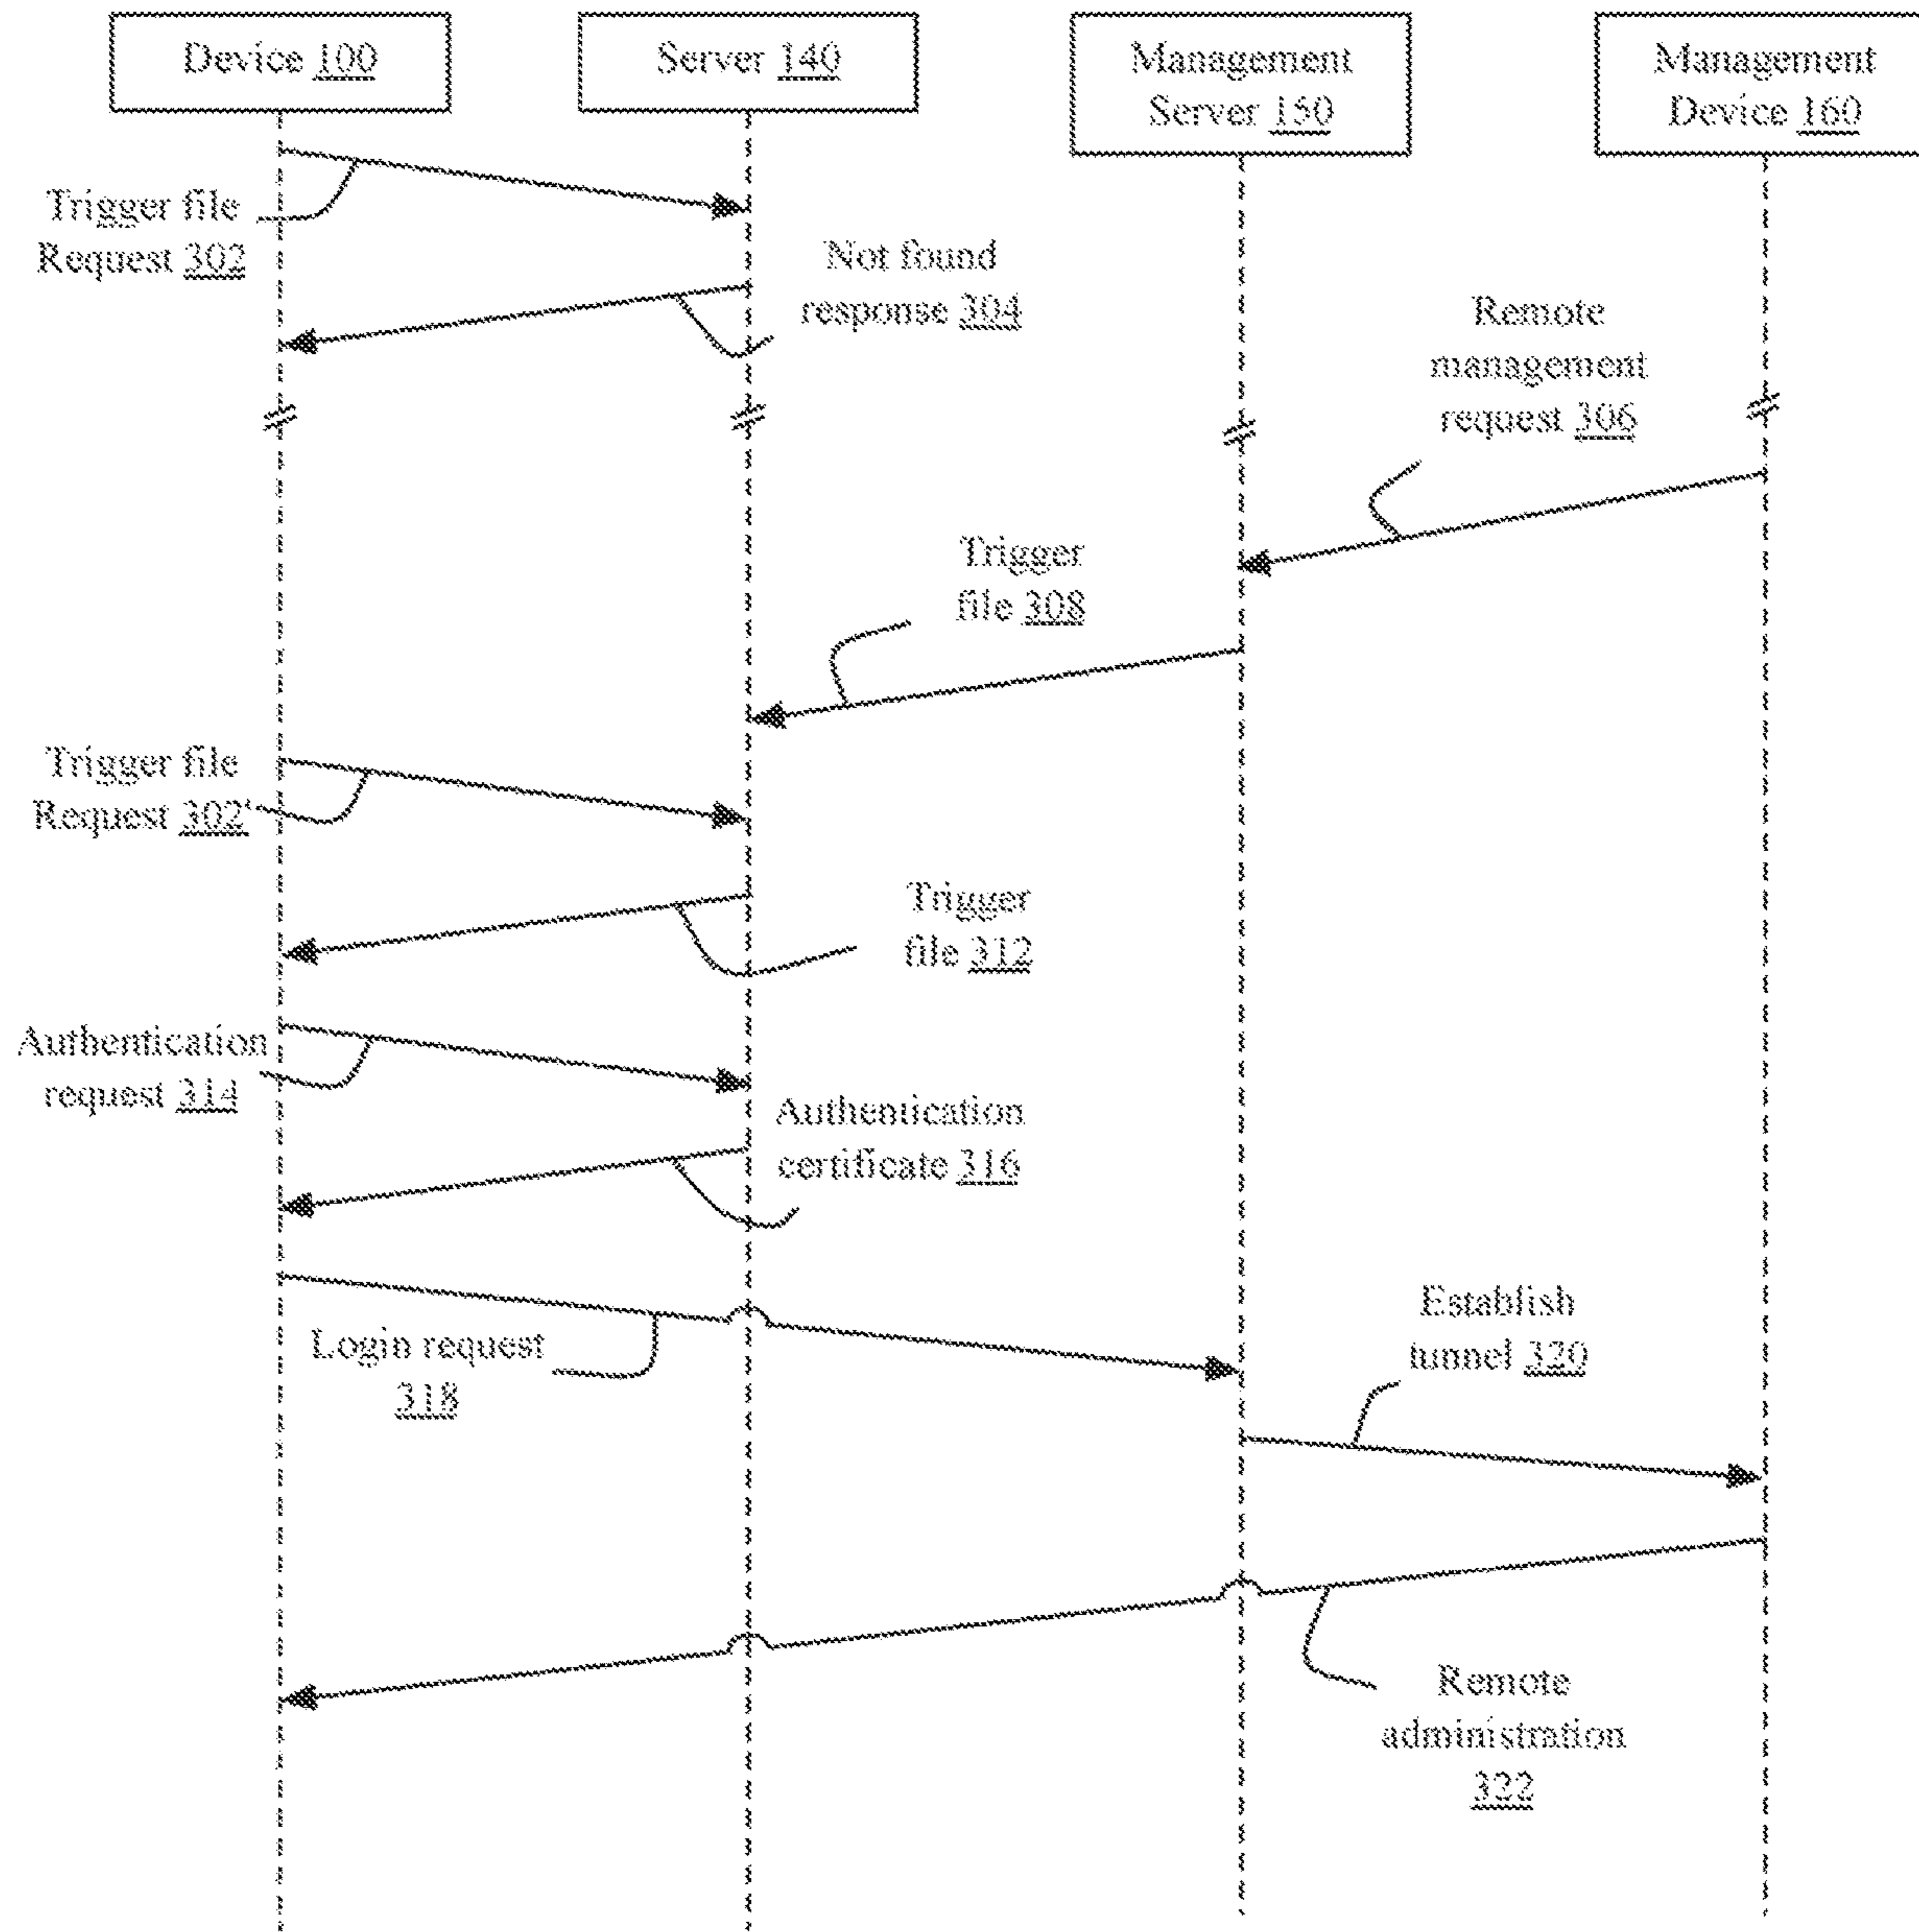 Device 100
Server 140
Management
Server 150
Management
Device 160
Trigger file
Request 302
Not found
response 304
Remote
management
request 306
Trigger
file 308
Trigger file
Request 302'
Trigger
file 312
Authentication
request 314
Authentication
certificate 316
Login request
318
Establish
tunnel 320
Remote
administration
322